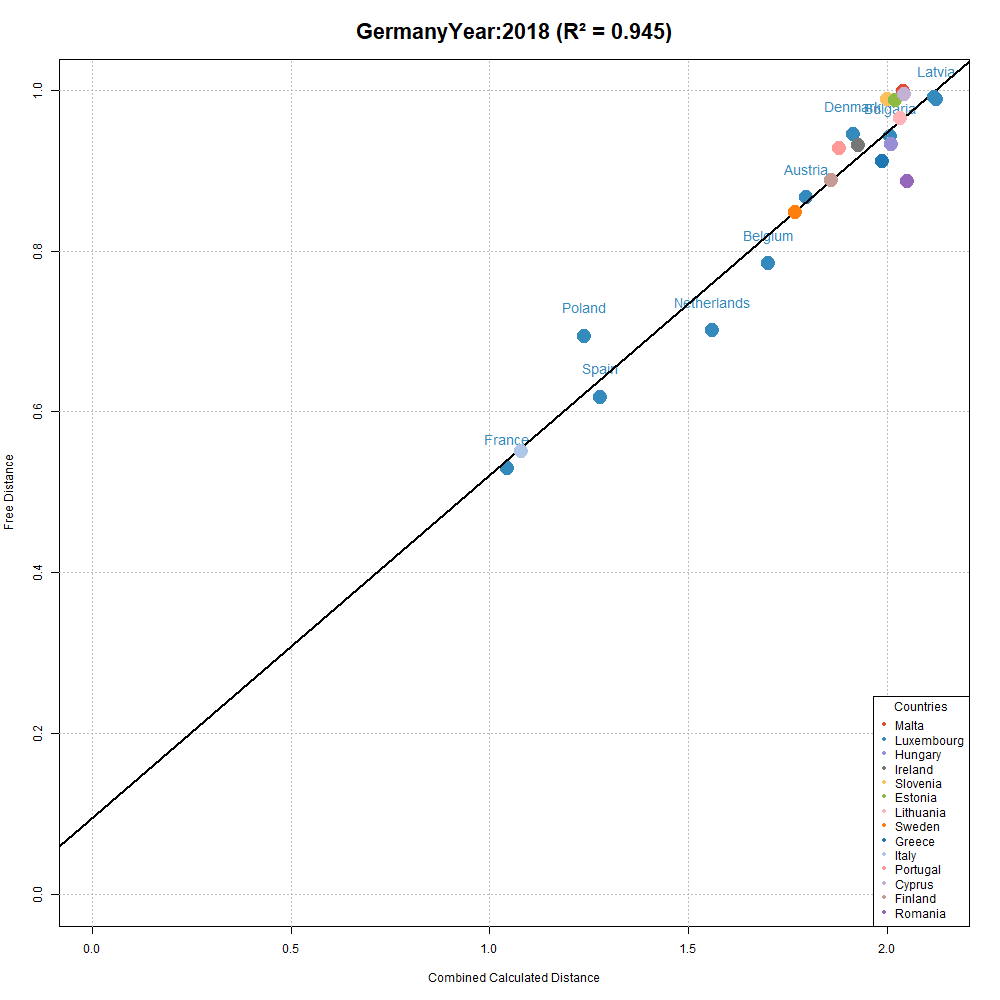 GermanyYear:2018 (R² = 0.945)
Latvia
Denmark
Bulgaria
Austria
Belgium
Netherlands
Poland
Spain
France
Free Distance
1.0
0.8
0.6
0.4
0.2
0.0
Countries
Malta
Luxembourg
Hungary
Ireland
Slovenia
Estonia
Lithuania
Sweden
Greece
Italy
Portugal
Cyprus
Finland
Romania
0.0 0.5 1.0 1.5 2.0
Combined Calculated Distance